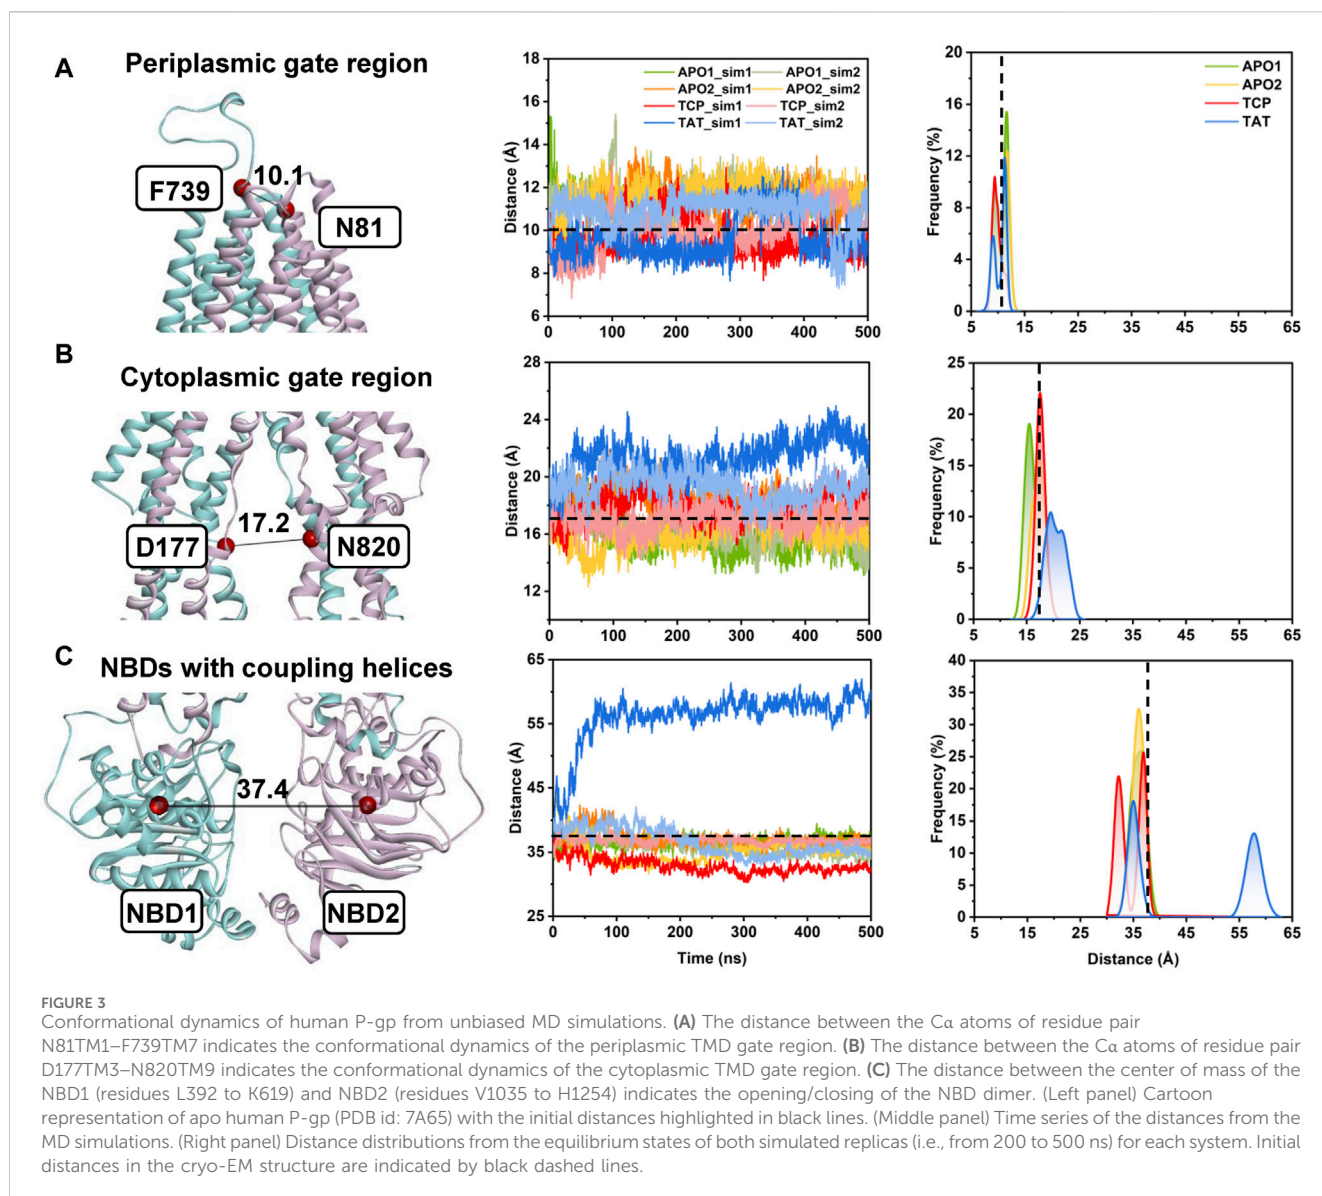 A
Periplasmic gate region
F739
10.1
N81
Distance (Å)
18
16
14
12
10
8
6
APO1_sim1 APO1_sim2
APO2_sim1 APO2_sim2
TCP_sim1 TCP_sim2
TAT_sim1 TAT_sim2
0 100 200 300 400 500
Frequency (%)
20
16
12
8
4
0
APO1
APO2
TCP
TAT
5 15 25 35 45 55 65
B
Cytoplasmic gate region
D177
17.2
N820
Distance (Å)
28
24
20
16
12
0 100 200 300 400 500
Frequency (%)
25
20
15
10
5
0
5 15 25 35 45 55 65
C
NBDs with coupling helices
37.4
NBD1
NBD2
Distance (Å)
65
55
45
35
25
0 100 200 300 400 500
Time (ns)
Frequency (%)
40
35
30
25
20
15
10
5
0
5 15 25 35 45 55 65
Distance (Å)
FIGURE 3
Conformational dynamics of human P-gp from unbiased MD simulations. (A) The distance between the Cα atoms of residue pair
N81TM1–F739TM7 indicates the conformational dynamics of the periplasmic TMD gate region. (B) The distance between the Cα atoms of residue pair
D177TM3–N820TM9 indicates the conformational dynamics of the cytoplasmic TMD gate region. (C) The distance between the center of mass of the
NBD1 (residues L392 to K619) and NBD2 (residues V1035 to H1254) indicates the opening/closing of the NBD dimer. (Left panel) Cartoon
representation of apo human P-gp (PDB id: 7A65) with the initial distances highlighted in black lines. (Middle panel) Time series of the distances from the
MD simulations. (Right panel) Distance distributions from the equilibrium states of both simulated replicas (i.e., from 200 to 500 ns) for each system. Initial
distances in the cryo-EM structure are indicated by black dashed lines.